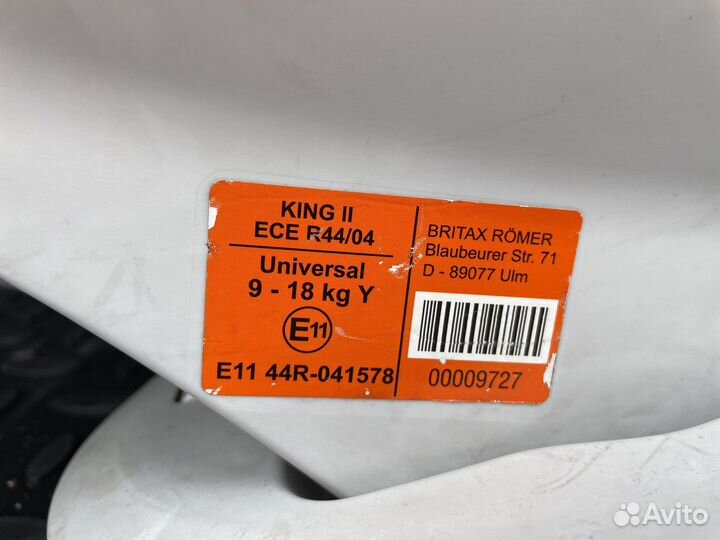 KING II
ECE R44/04
Universal
9 - 18 kg Y
E11
E11 44R-041578
BRITAX RÖMER
Blaubeurer Str. 71
D - 89077 Ulm
00009727
Avito